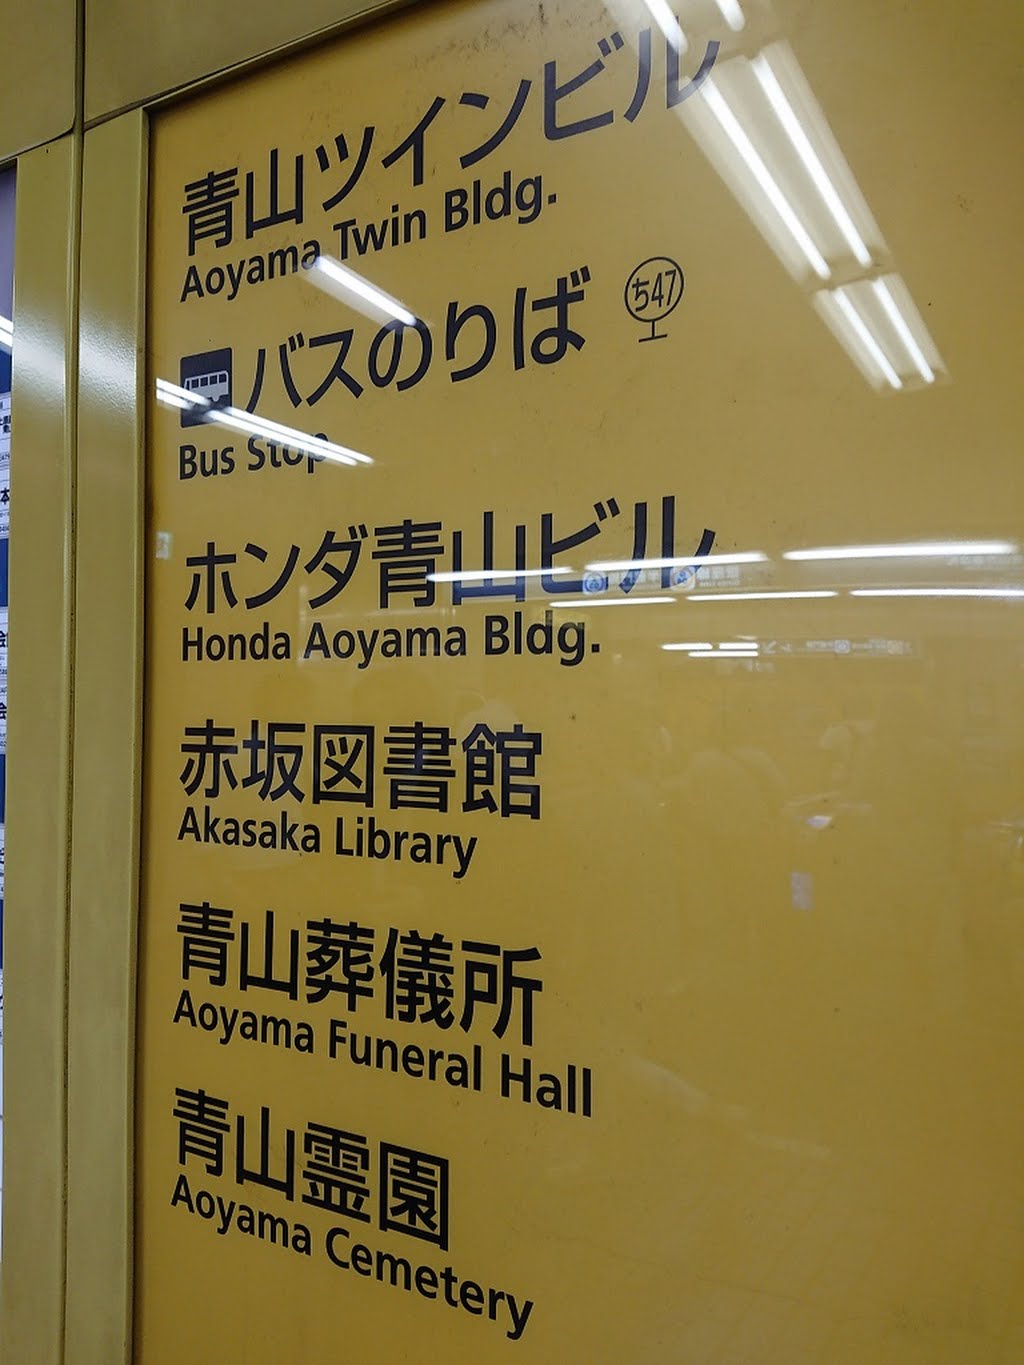 青山ツインビル
Aoyama Twin Bldg.
バスのりば ち47
Bus Stop
ホンダ青山ビル
Honda Aoyama Bldg.
赤坂図書館
Akasaka Library
青山葬儀所
Aoyama Funeral Hall
青山霊園
Aoyama Cemetery